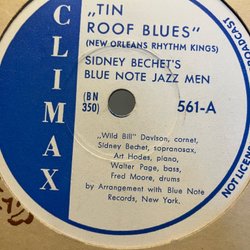 CLIMAX
„TIN
ROOF BLUES"
(NEW ORLEANS RHYTHM KINGS)
SIDNEY BECHET'S
BLUE NOTE JAZZ MEN
(BN
350)
561-A
„Wild Bill" Davison, cornet,
Sidney Bechet, sopranosax,
Art Hodes, piano,
Walter Page, bass,
Fred Moore, drums
by Arrangement with Blue Note
Records, New York.
NOT LICENS
BROADCAST